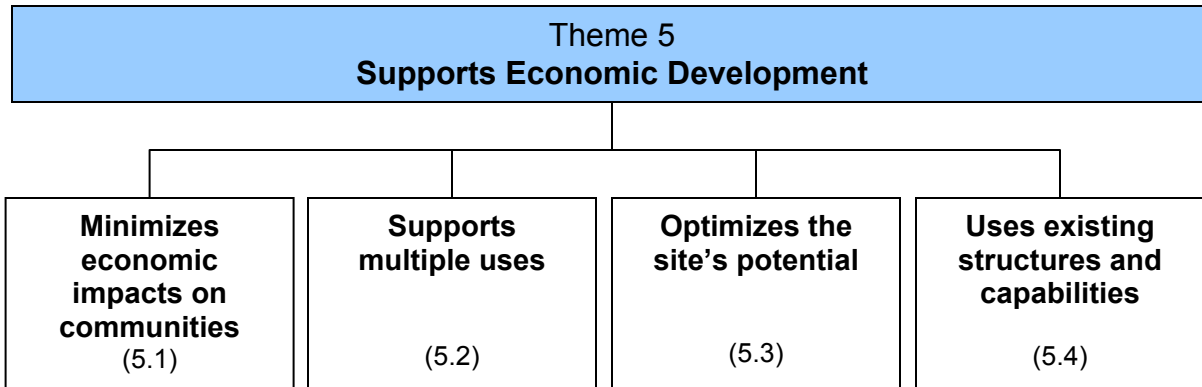 Theme 5
Supports Economic Development
Minimizes
economic
impacts on
communities
(5.1)
Supports
multiple uses
(5.2)
Optimizes the
site’s potential
(5.3)
Uses existing
structures and
capabilities
(5.4)